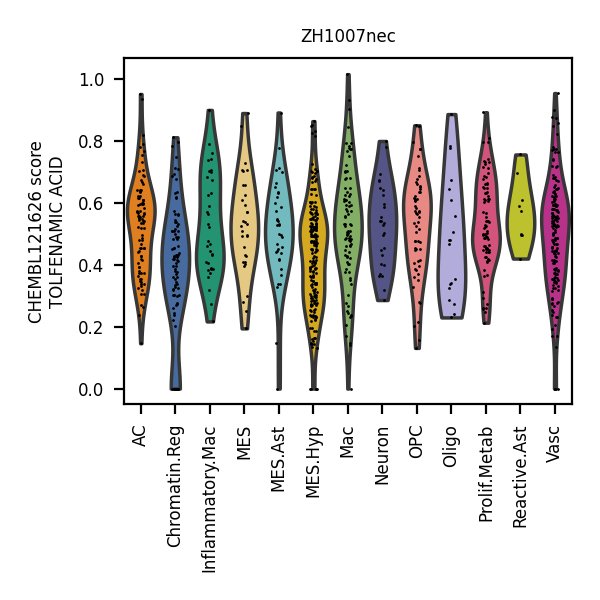 ZH1007nec
CHEMBL121626 score
TOLFENAMIC ACID
1.0
0.8
0.6
0.4
0.2
0.0
AC
Chromatin.Reg
Inflammatory.Mac
MES
MES.Ast
MES.Hyp
Mac
Neuron
OPC
Oligo
Prolif.Metab
Reactive.Ast
Vasc